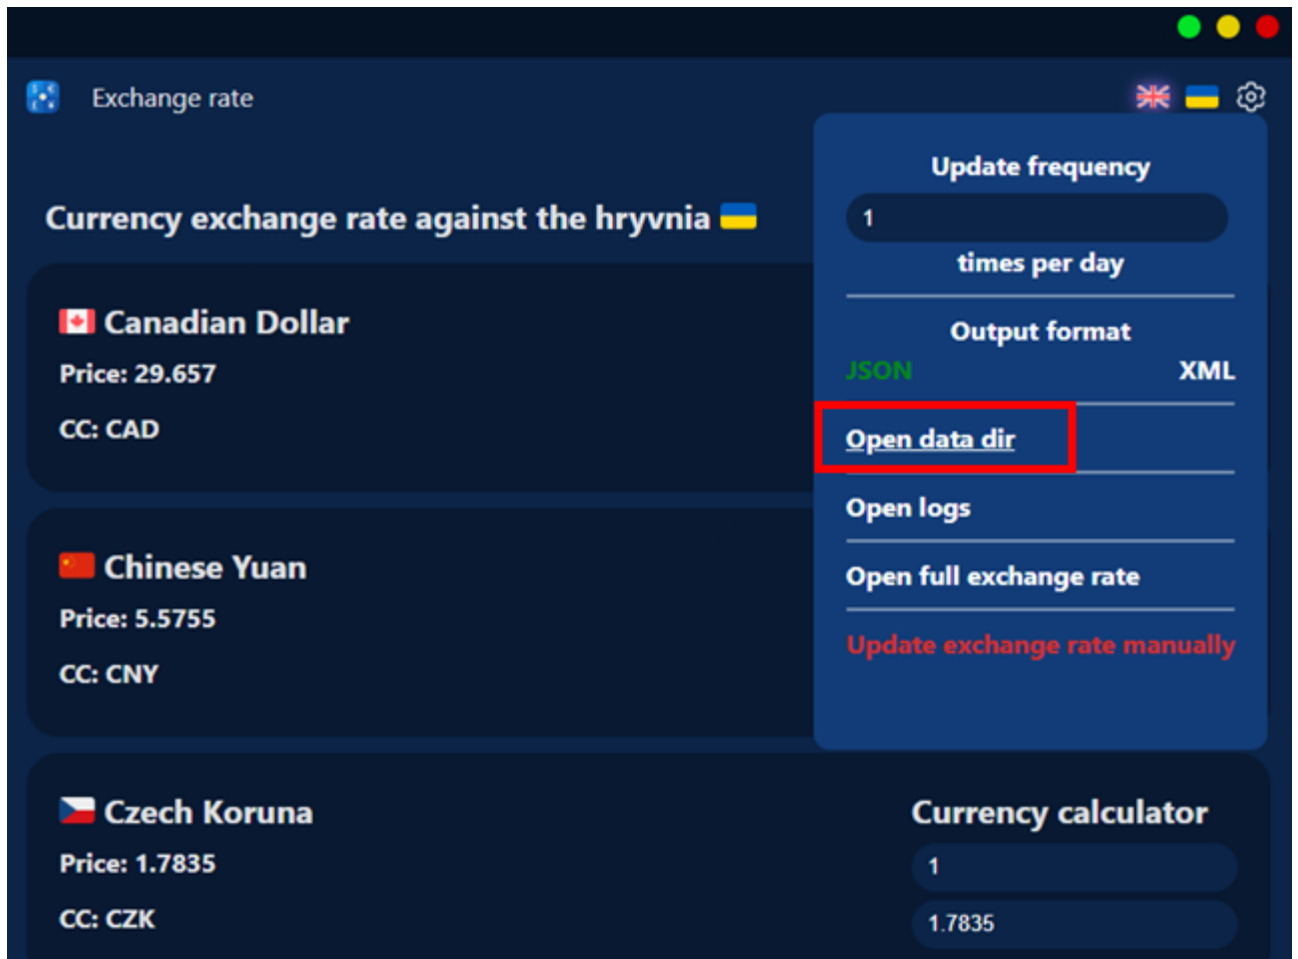 Exchange rate
Currency exchange rate against the hryvnia
Canadian Dollar
Price: 29.657
CC: CAD
Chinese Yuan
Price: 5.5755
CC: CNY
Czech Koruna
Price: 1.7835
CC: CZK
Update frequency
1
times per day
Output format
JSON XML
Open data dir
Open logs
Open full exchange rate
Update exchange rate manually
Currency calculator
1
1.7835